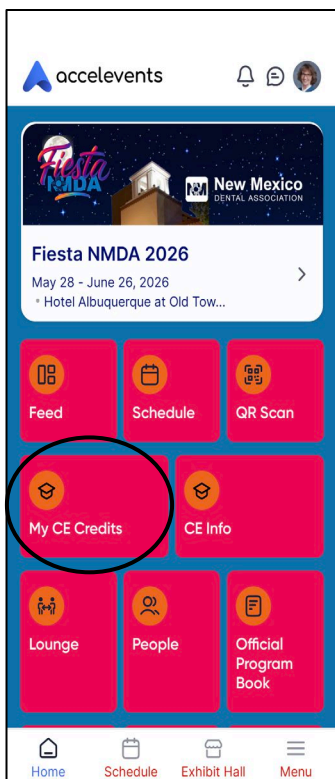 accelevents
Fiesta
NMDA
New Mexico
DENTAL ASSOCIATION
Fiesta NMDA 2026
May 28 - June 26, 2026
Hotel Albuquerque at Old Tow...
Feed
Schedule
QR Scan
My CE Credits
CE Info
Lounge
People
Official
Program
Book
Home
Schedule
Exhibit Hall
Menu